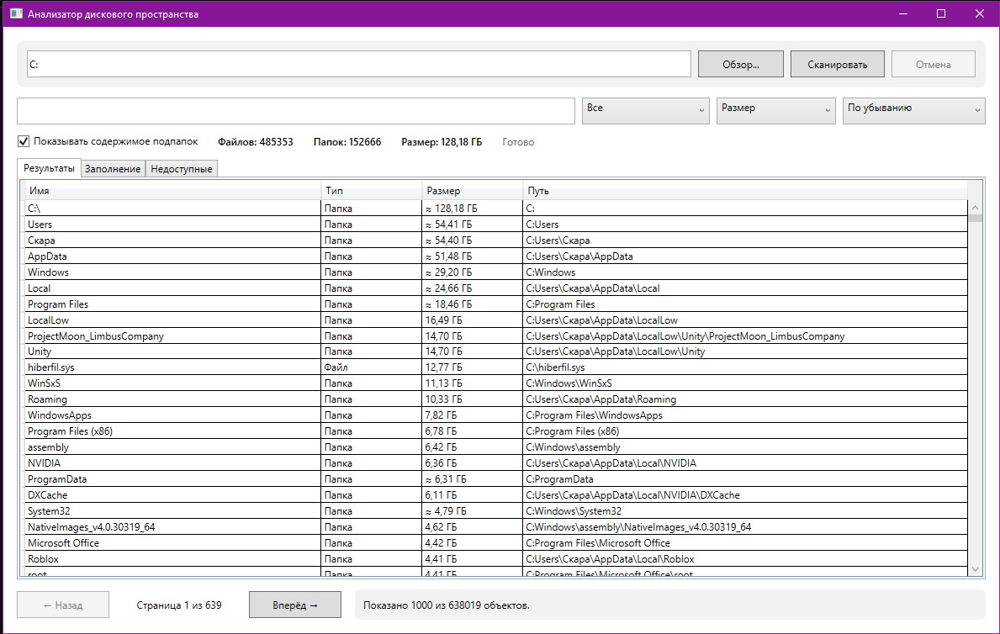 Анализатор дискового пространства
C:
Обзор...
Сканировать
Отмена
Все
Размер
По убыванию
Показывать содержимое подпапок Файлов: 485353 Папок: 152666 Размер: 128,18 ГБ Готово
Результаты Заполнение Недоступные
Имя Тип Размер Путь
C:\ Папка ≈ 128,18 ГБ C:
Users Папка ≈ 54,41 ГБ C:Users
Скара Папка ≈ 54,40 ГБ C:Users\Скара
AppData Папка ≈ 51,48 ГБ C:Users\Скара\AppData
Windows Папка ≈ 29,20 ГБ C:Windows
Local Папка ≈ 24,66 ГБ C:Users\Скара\AppData\Local
Program Files Папка ≈ 18,46 ГБ C:Program Files
LocalLow Папка 16,49 ГБ C:Users\Скара\AppData\LocalLow
ProjectMoon_LimbusCompany Папка 14,70 ГБ C:Users\Скара\AppData\LocalLow\Unity\ProjectMoon_LimbusCompany
Unity Папка 14,70 ГБ C:Users\Скара\AppData\LocalLow\Unity
hiberfil.sys Файл 12,77 ГБ C:\hiberfil.sys
WinSxS Папка 11,13 ГБ C:Windows\WinSxS
Roaming Папка 10,33 ГБ C:Users\Скара\AppData\Roaming
WindowsApps Папка 7,82 ГБ C:Program Files\WindowsApps
Program Files (x86) Папка 6,78 ГБ C:Program Files (x86)
assembly Папка 6,42 ГБ C:Windows\assembly
NVIDIA Папка 6,36 ГБ C:Users\Скара\AppData\Local\NVIDIA
ProgramData Папка ≈ 6,31 ГБ C:ProgramData
DXCache Папка 6,11 ГБ C:Users\Скара\AppData\Local\NVIDIA\DXCache
System32 Папка ≈ 4,79 ГБ C:Windows\System32
NativeImages_v4.0.30319_64 Папка 4,62 ГБ C:Windows\assembly\NativeImages_v4.0.30319_64
Microsoft Office Папка 4,42 ГБ C:Program Files\Microsoft Office
Roblox Папка 4,41 ГБ C:Users\Скара\AppData\Local\Roblox
root Папка 4,41 ГБ C:Program Files\Microsoft Office\root
← Назад Страница 1 из 639 Вперёд → Показано 1000 из 638019 объектов.